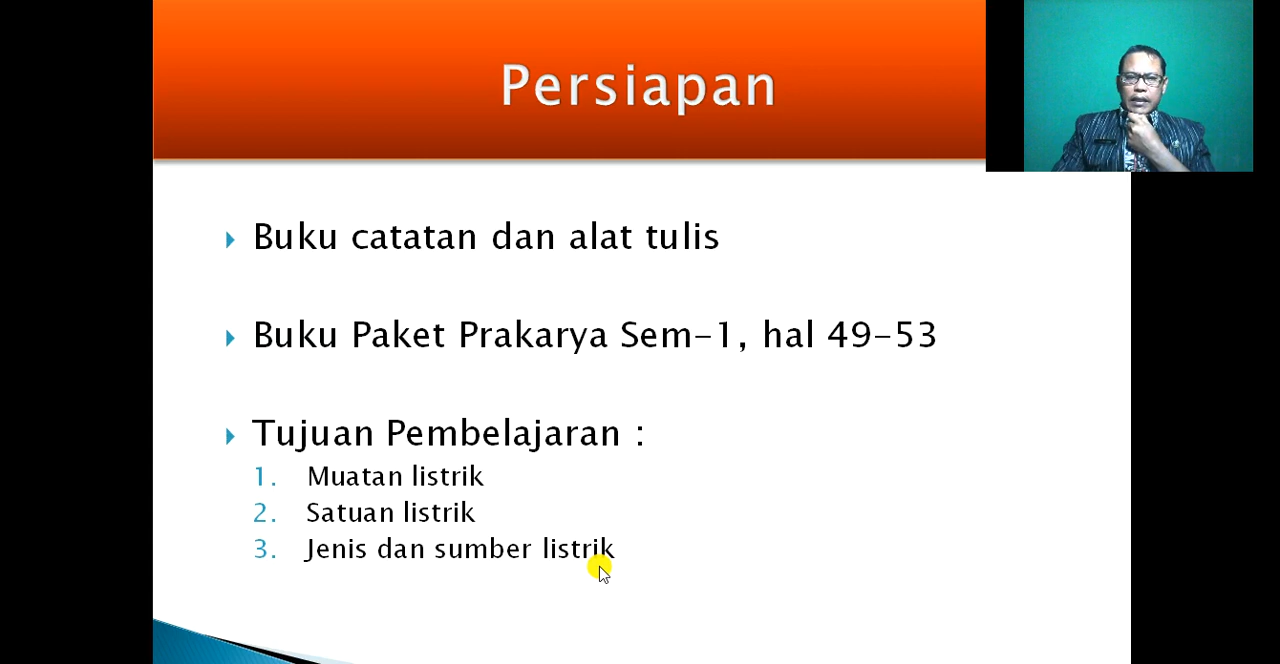 Persiapan
Buku catatan dan alat tulis
Buku Paket Prakarya Sem-1, hal 49-53
Tujuan Pembelajaran :
1. Muatan listrik
2. Satuan listrik
3. Jenis dan sumber listrik